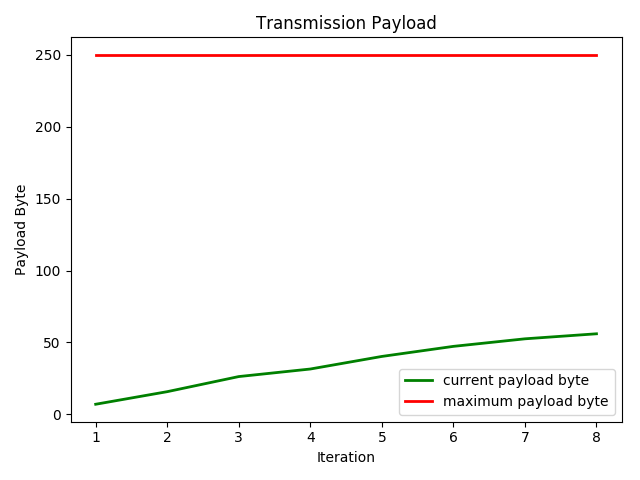 Transmission Payload
250
200
150
100
50
0
Payload Byte
current payload byte
maximum payload byte
1 2 3 4 5 6 7 8
Iteration